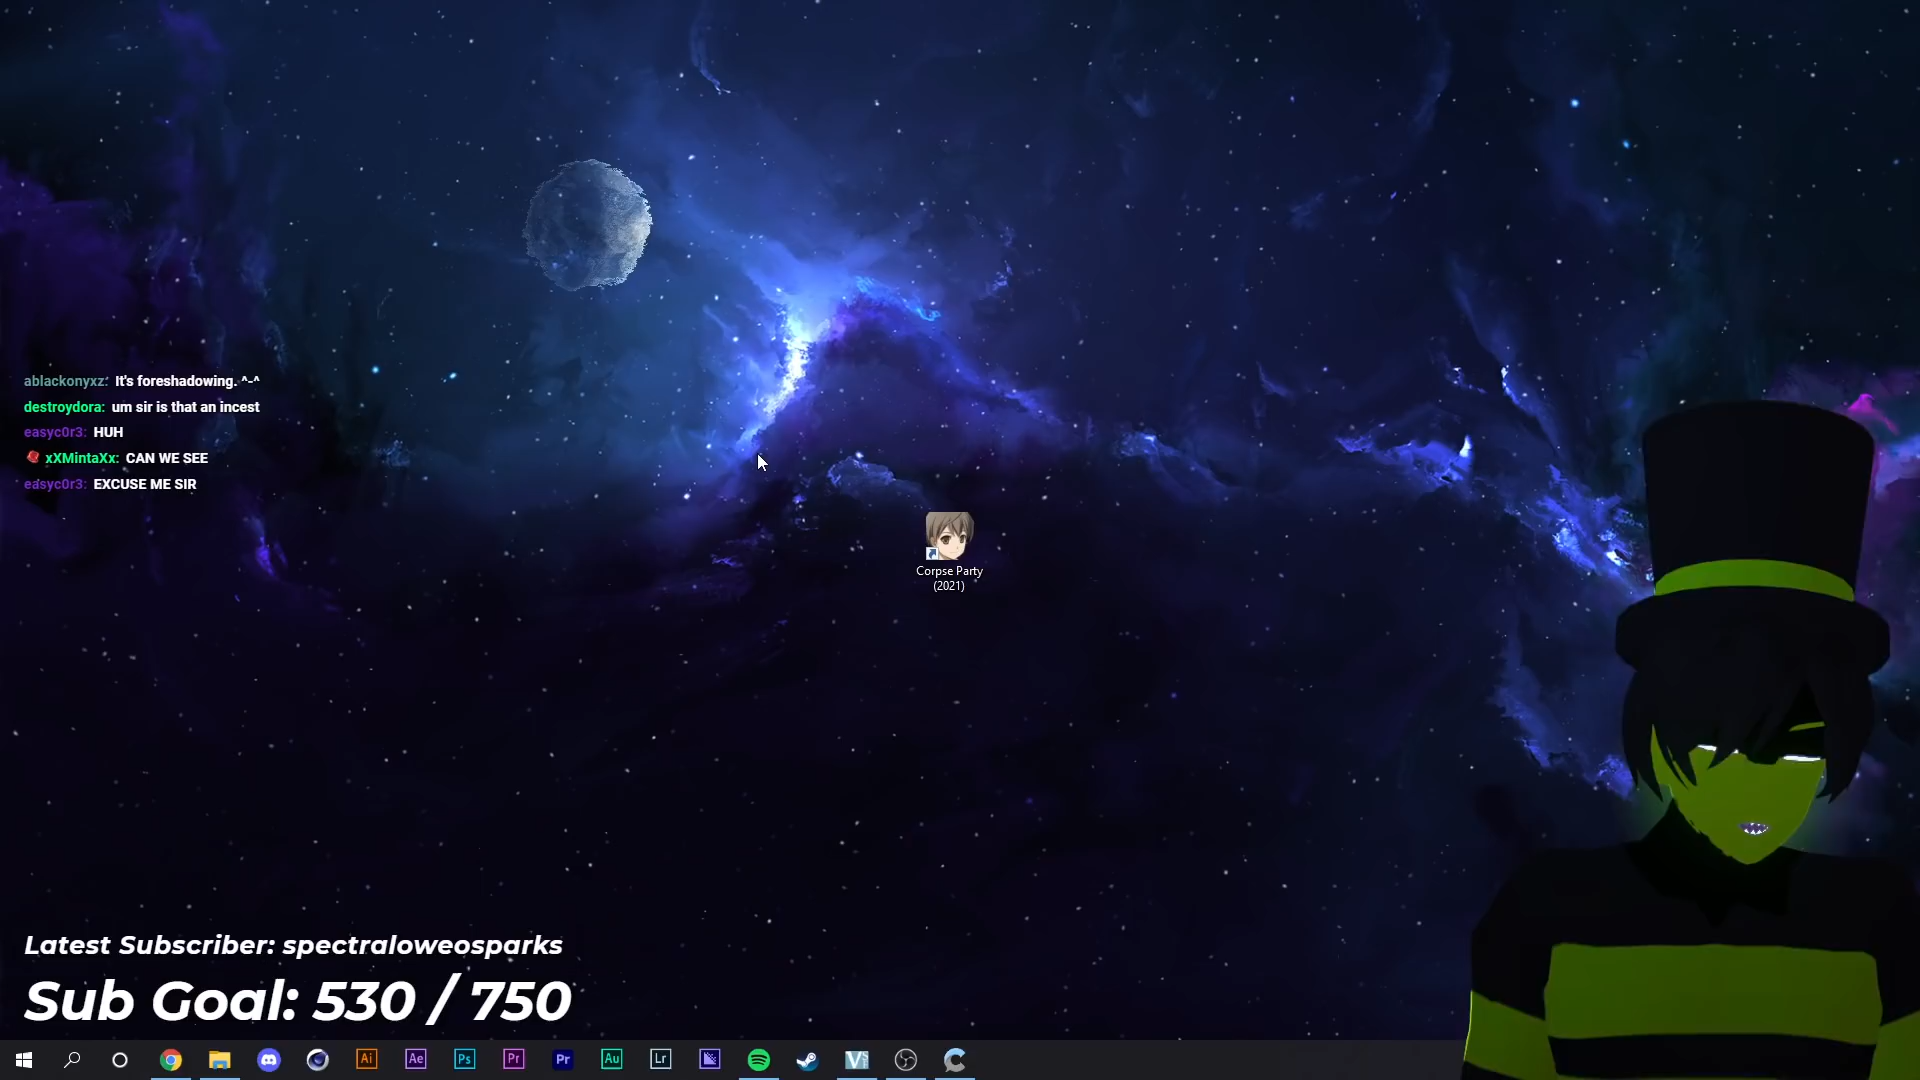 ablackonyxz: It's foreshadowing. ^-^
destroydora: um sir is that an incest
easyc0r3: HUH
xXMintaXx: CAN WE SEE
easyc0r3: EXCUSE ME SIR
Corpse Party
(2021)
Latest Subscriber: spectraloweosparks
Sub Goal: 530 / 750
Ai Ae Ps Pr Pr Au Lr